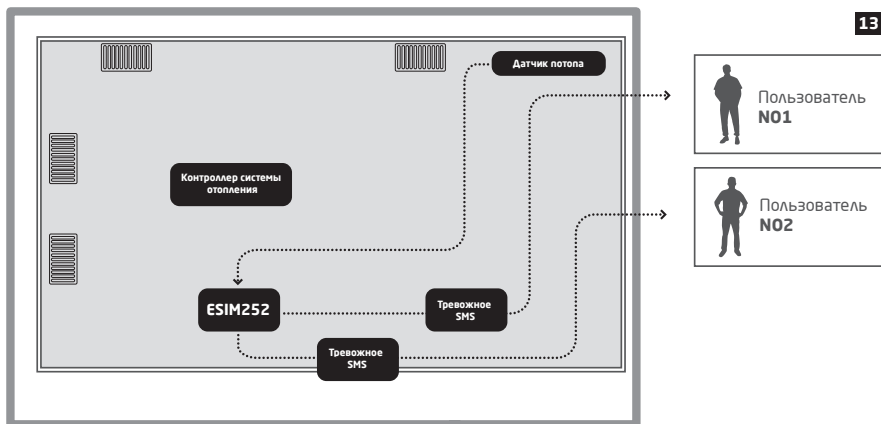 13
Датчик потопа
Пользователь
NO1
Контроллер системы
отопления
Пользователь
NO2
ESIM252
Тревожное
SMS
Тревожное
SMS